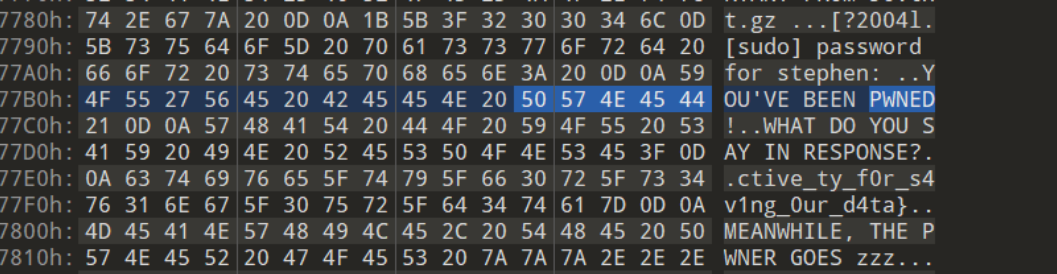 7780h: 74 2E 67 7A 20 0D 0A 1B 5B 3F 32 30 30 34 6C 0D t.gz ...[?2004l.
7790h: 5B 73 75 64 6F 5D 20 70 61 73 73 77 6F 72 64 20 [sudo] password
77A0h: 66 6F 72 20 73 74 65 70 68 65 6E 3A 20 0D 0A 59 for stephen: ..Y
77B0h: 4F 55 27 56 45 20 42 45 45 4E 20 50 57 4E 45 44 OU'VE BEEN PWNED
77C0h: 21 0D 0A 57 48 41 54 20 44 4F 20 59 4F 55 20 53 !..WHAT DO YOU S
77D0h: 41 59 20 49 4E 20 52 45 53 50 4F 4E 53 45 3F 0D AY IN RESPONSE?.
77E0h: 0A 63 74 69 76 65 5F 74 79 5F 66 30 72 5F 73 34 .ctive_ty_f0r_s4
77F0h: 76 31 6E 67 5F 30 75 72 5F 64 34 74 61 7D 0D 0A v1ng_0ur_d4ta}..
7800h: 4D 45 41 4E 57 48 49 4C 45 2C 20 54 48 45 20 50 MEANWHILE, THE P
7810h: 57 4E 45 52 20 47 4F 45 53 20 7A 7A 7A 2E 2E 2E WNER GOES zzz...